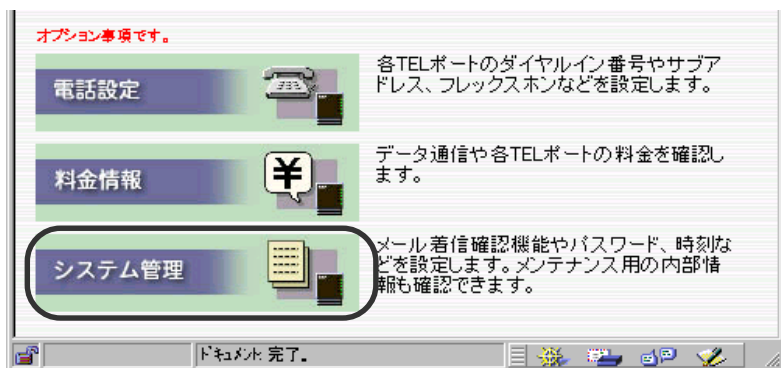 オプション事項です。
電話設定
各TELポートのダイヤルイン番号やサブア
ドレス、フレックスホンなどを設定します。
料金情報
¥
データ通信や各TELポートの料金を確認し
ます。
システム管理
メール着信確認機能やパスワード、時刻な
どを設定します。メンテナンス用の内部情
報も確認できます。
ドキュメント: 完了。